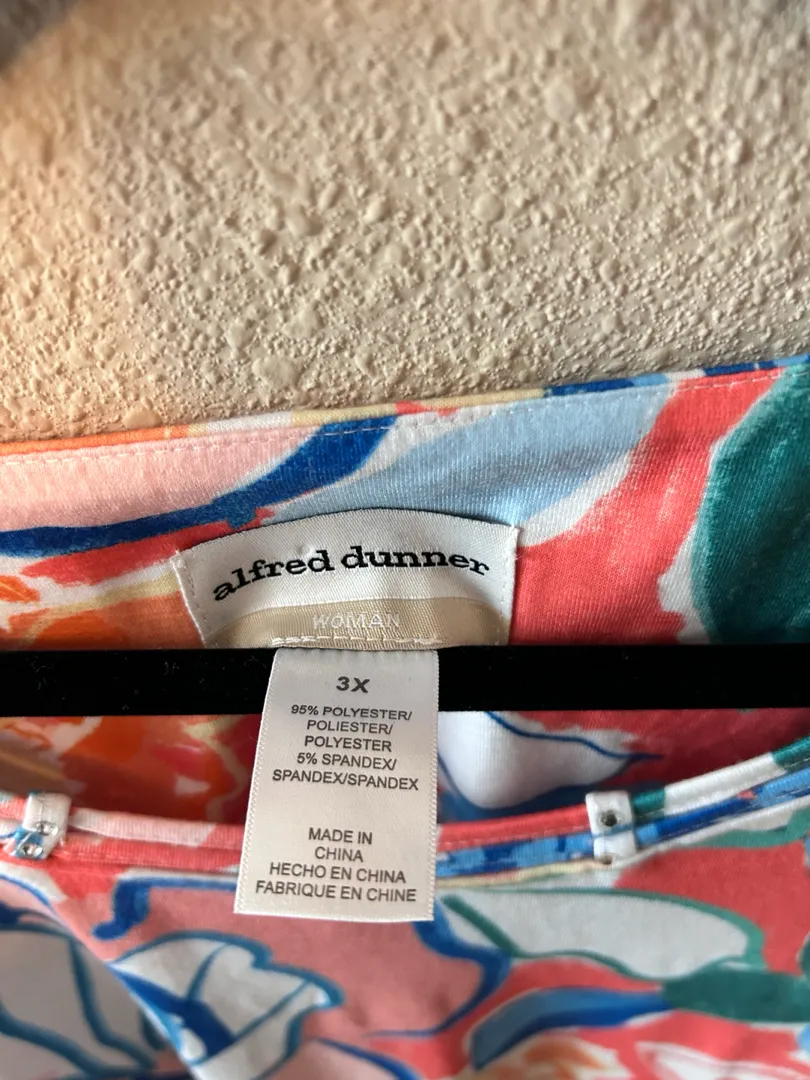 alfred dunner
WOMAN
3X
95% POLYESTER/
POLIESTER/
POLYESTER
5% SPANDEX/
SPANDEX/SPANDEX
MADE IN
CHINA
HECHO EN CHINA
FABRIQUE EN CHINE